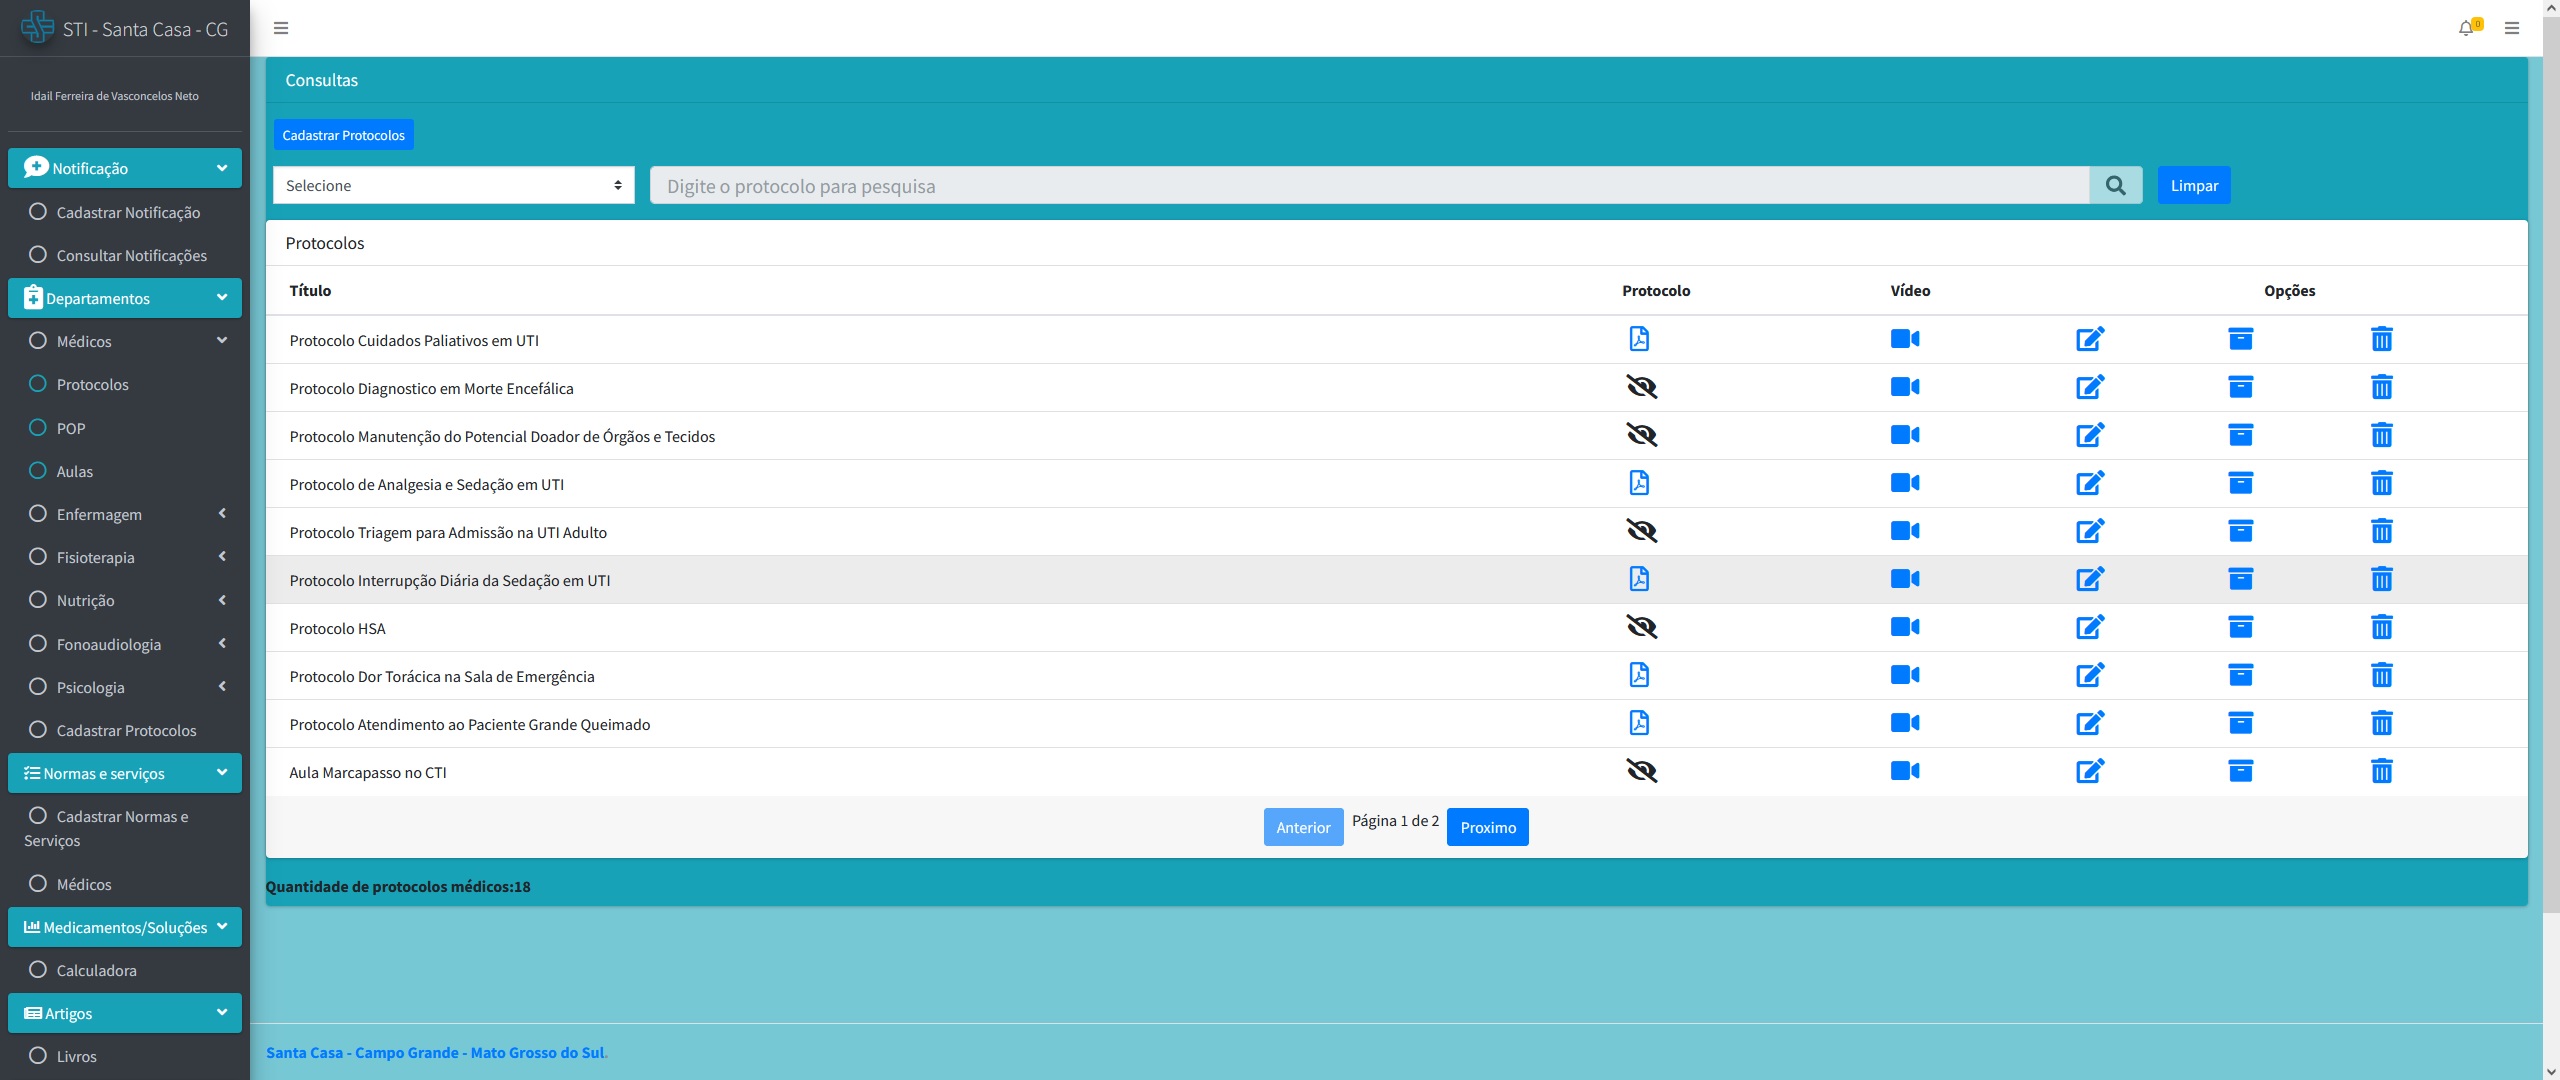 STI - Santa Casa - CG
0
Idail Ferreira de Vasconcelos Neto
Notificação
Cadastrar Notificação
Consultar Notificações
Departamentos
Médicos
Protocolos
POP
Aulas
Enfermagem
Fisioterapia
Nutrição
Fonoaudiologia
Psicologia
Cadastrar Protocolos
Normas e serviços
Cadastrar Normas e
Serviços
Médicos
Medicamentos/Soluções
Calculadora
Artigos
Livros
Consultas
Cadastrar Protocolos
Selecione
Digite o protocolo para pesquisa
Limpar
Protocolos
Título Protocolo Vídeo Opções
Protocolo Cuidados Paliativos em UTI
Protocolo Diagnostico em Morte Encefálica
Protocolo Manutenção do Potencial Doador de Órgãos e Tecidos
Protocolo de Analgesia e Sedação em UTI
Protocolo Triagem para Admissão na UTI Adulto
Protocolo Interrupção Diária da Sedação em UTI
Protocolo HSA
Protocolo Dor Torácica na Sala de Emergência
Protocolo Atendimento ao Paciente Grande Queimado
Aula Marcapasso no CTI
Anterior Página 1 de 2 Proximo
Quantidade de protocolos médicos:18
Santa Casa - Campo Grande - Mato Grosso do Sul.